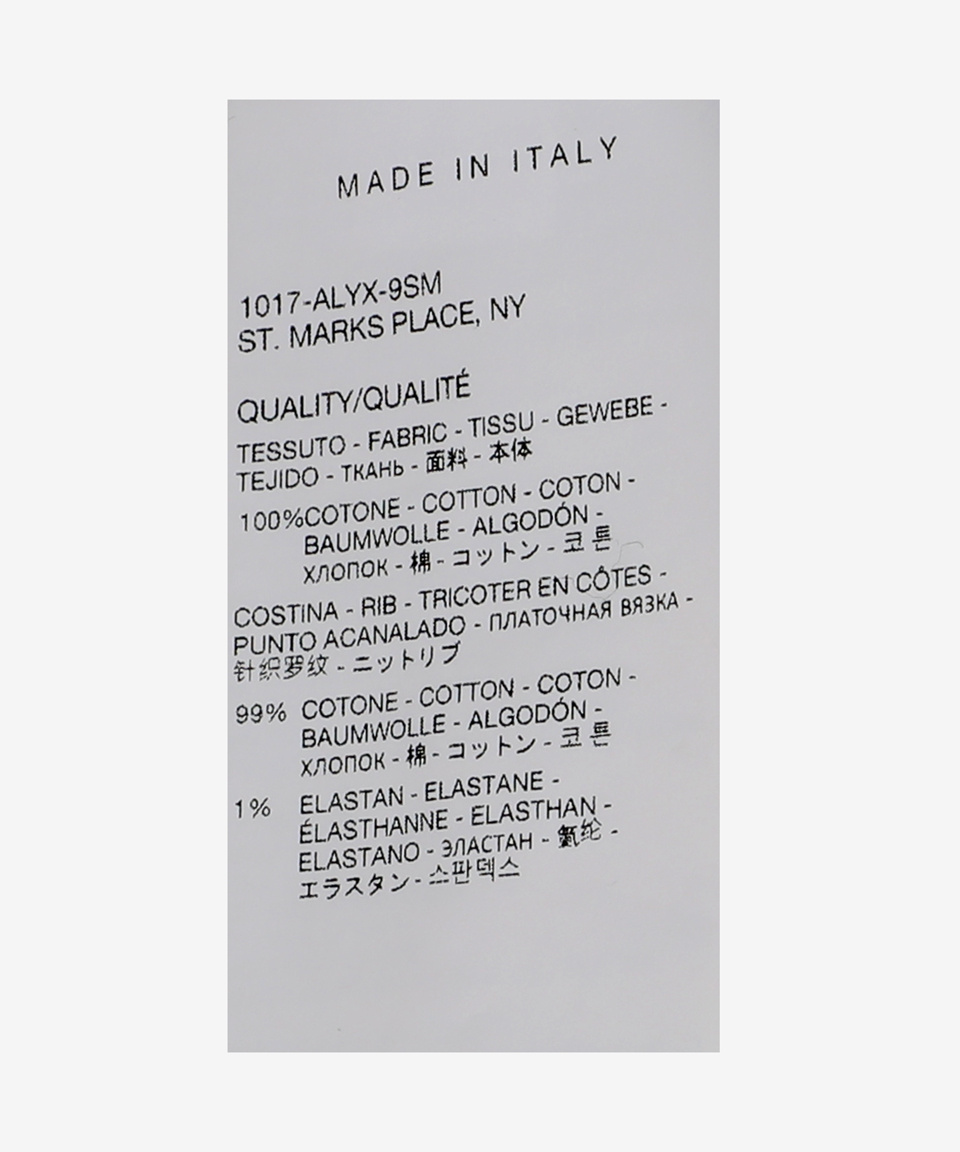 MADE IN ITALY
1017-ALYX-9SM
ST. MARKS PLACE, NY
QUALITY/QUALITÉ
TESSUTO - FABRIC - TISSU - GEWEBE -
TEJIDO - ТКАНЬ - 面料 - 本体
100%COTONE - COTTON - COTON -
BAUMWOLLE - ALGODÓN -
ХЛОПОК - 棉 - コットン - 코튼
COSTINA - RIB - TRICOTER EN CÔTES -
PUNTO ACANALADO - ПЛАТОЧНАЯ ВЯЗКА -
针织罗纹 - ニットリブ
99% COTONE - COTTON - COTON -
BAUMWOLLE - ALGODÓN -
ХЛОПОК - 棉 - コットン - 코튼
1% ELASTAN - ELASTANE -
ÉLASTHANNE - ELASTHAN -
ELASTANO - ЭЛАСТАН - 氨纶 -
エラスタン - 스판덱스